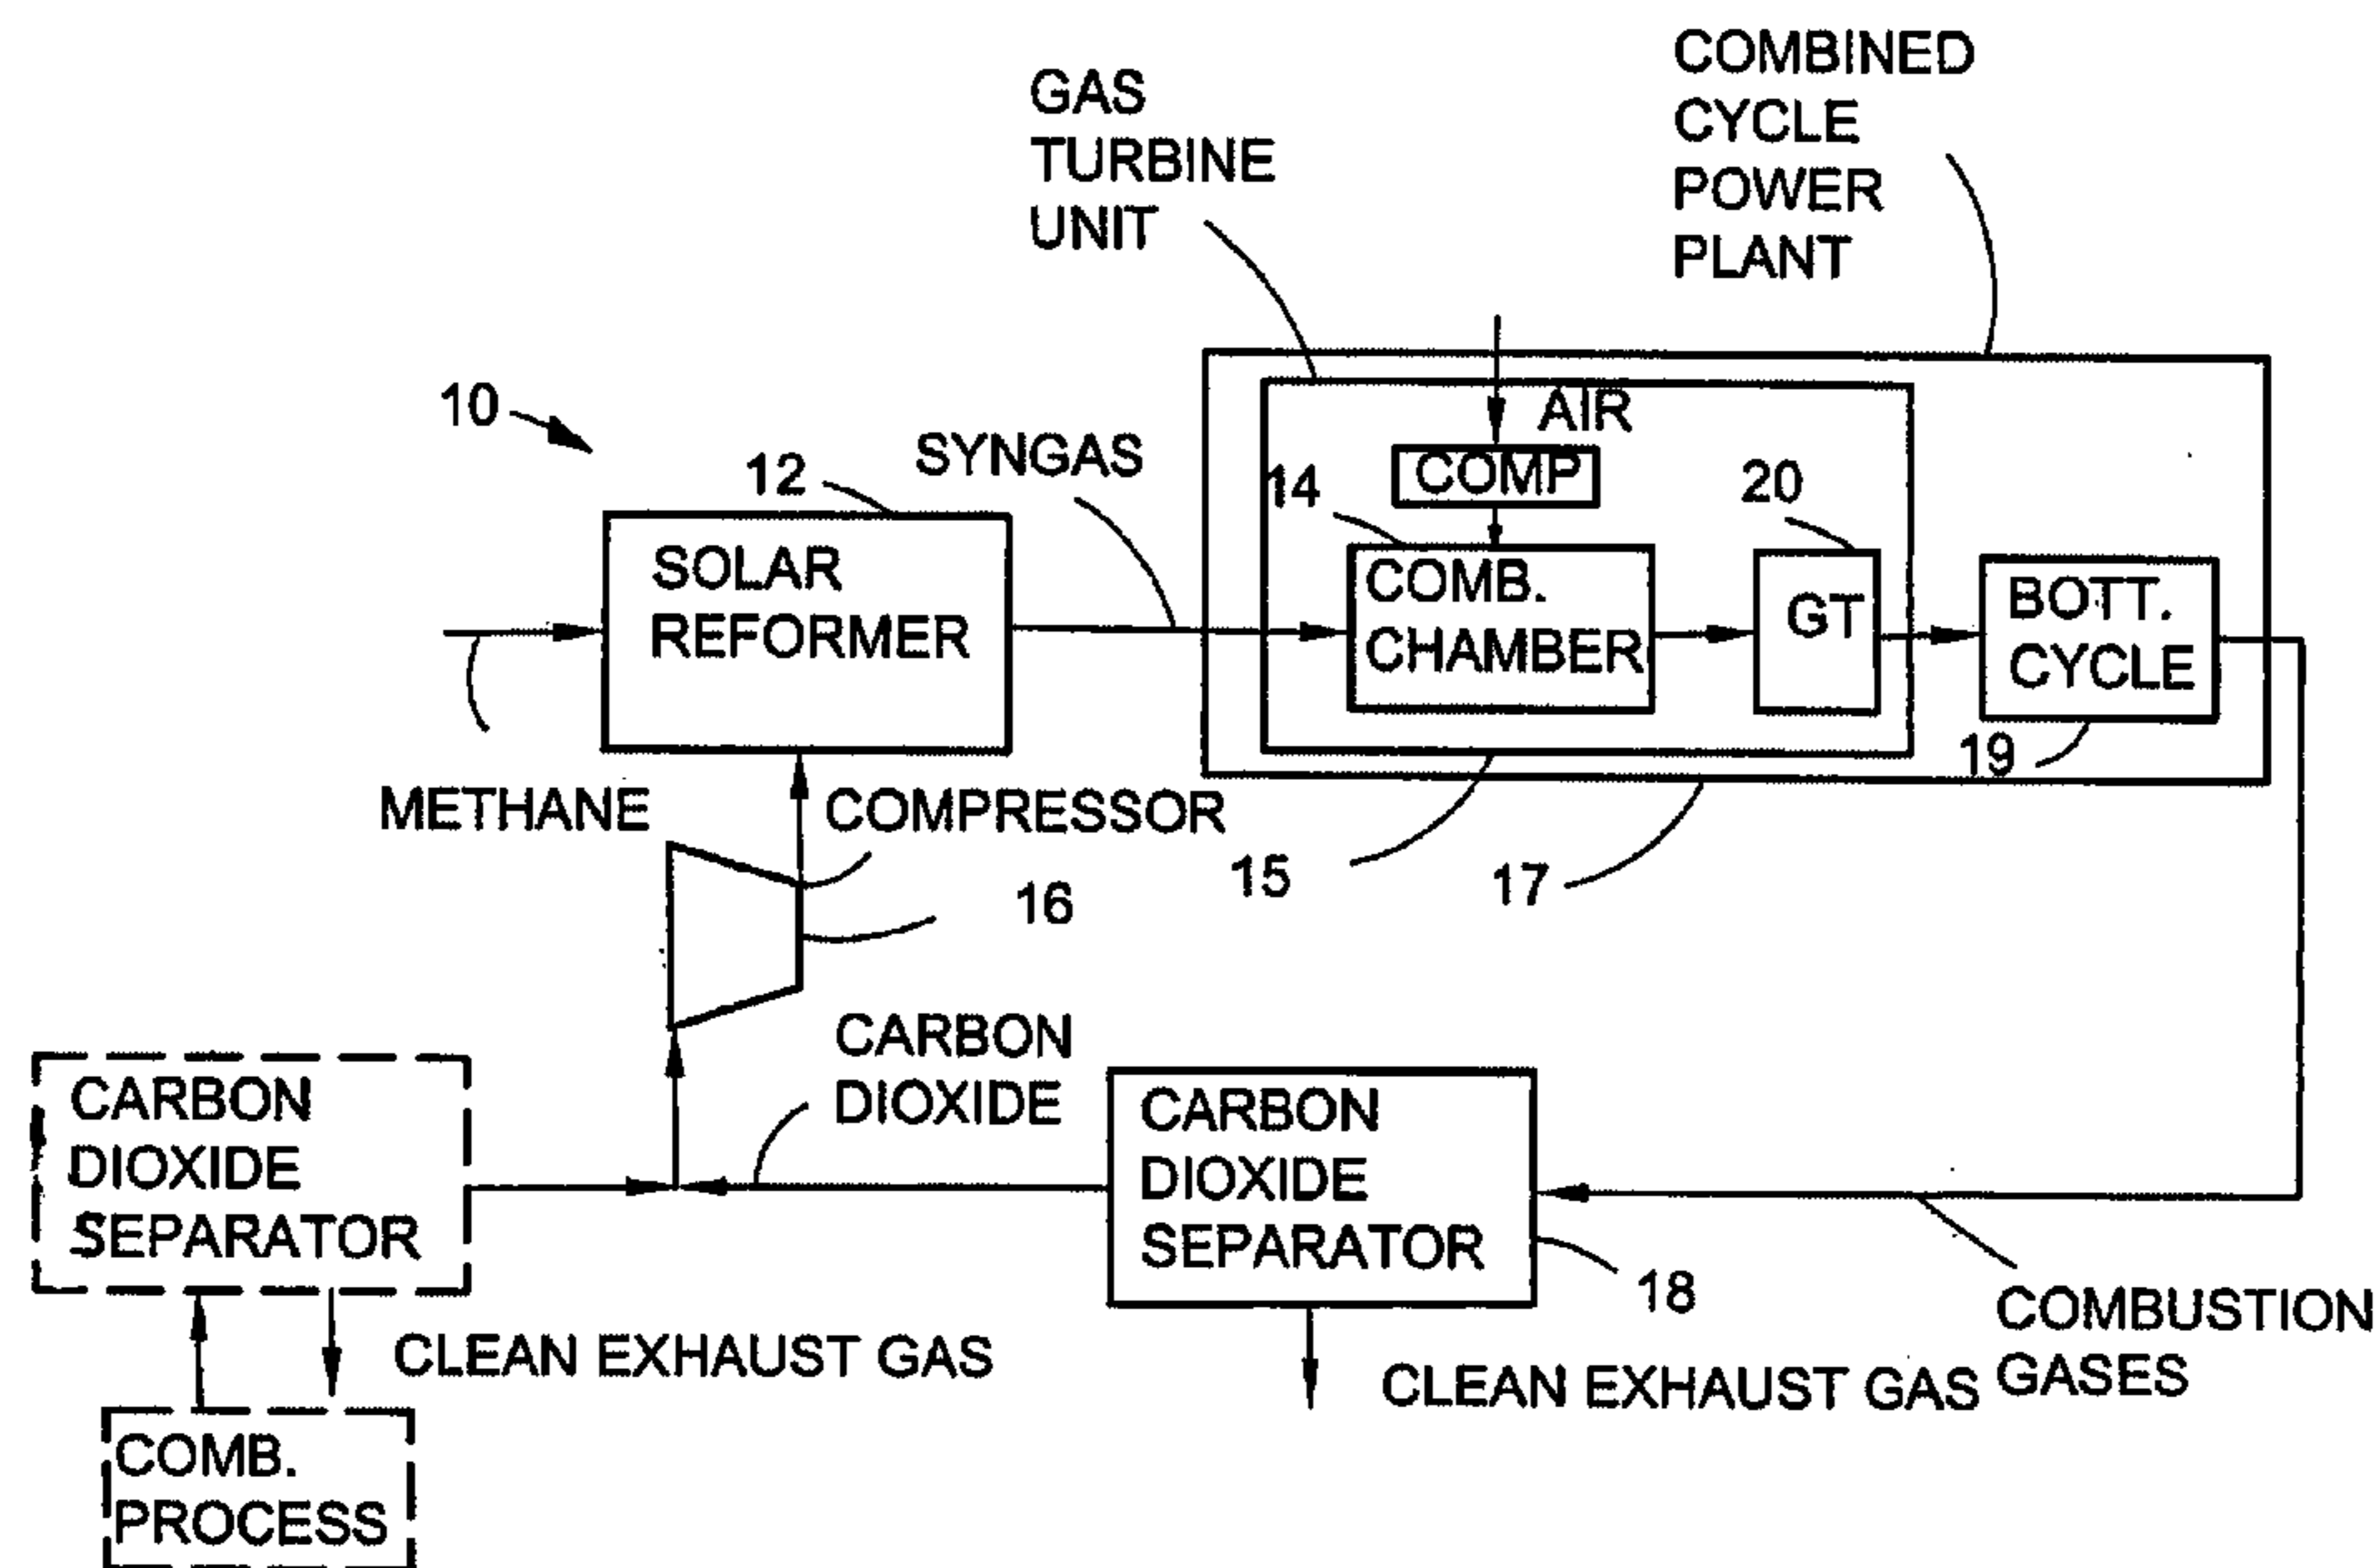 COMBINED
CYCLE
POWER
PLANT
GAS
TURBINE
UNIT
10
12
SYNGAS
AIR
COMP
14
20
SOLAR
REFORMER
COMB.
CHAMBER
GT
BOTT.
CYCLE
19
METHANE
COMPRESSOR
15
17
16
CARBON
DIOXIDE
CARBON
DIOXIDE
SEPARATOR
CARBON
DIOXIDE
SEPARATOR
18
COMBUSTION
GASES
CLEAN EXHAUST GAS
CLEAN EXHAUST GAS
COMB.
PROCESS